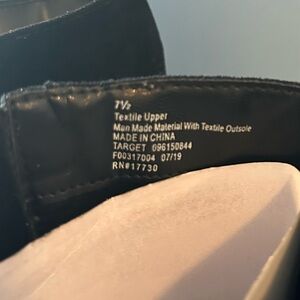 7½
Textile Upper
Man Made Material With Textile Outsole
MADE IN CHINA
TARGET 096150844
F00317004 07/19
RN#17730